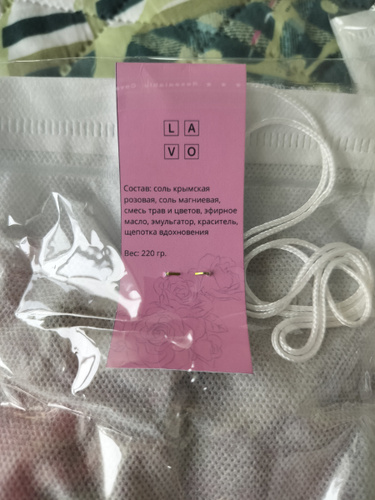 L A
V O
Состав: соль крымская
розовая, соль магниевая,
смесь трав и цветов, эфирное
масло, эмульгатор, краситель,
щепотка вдохновения
Вес: 220 гр.